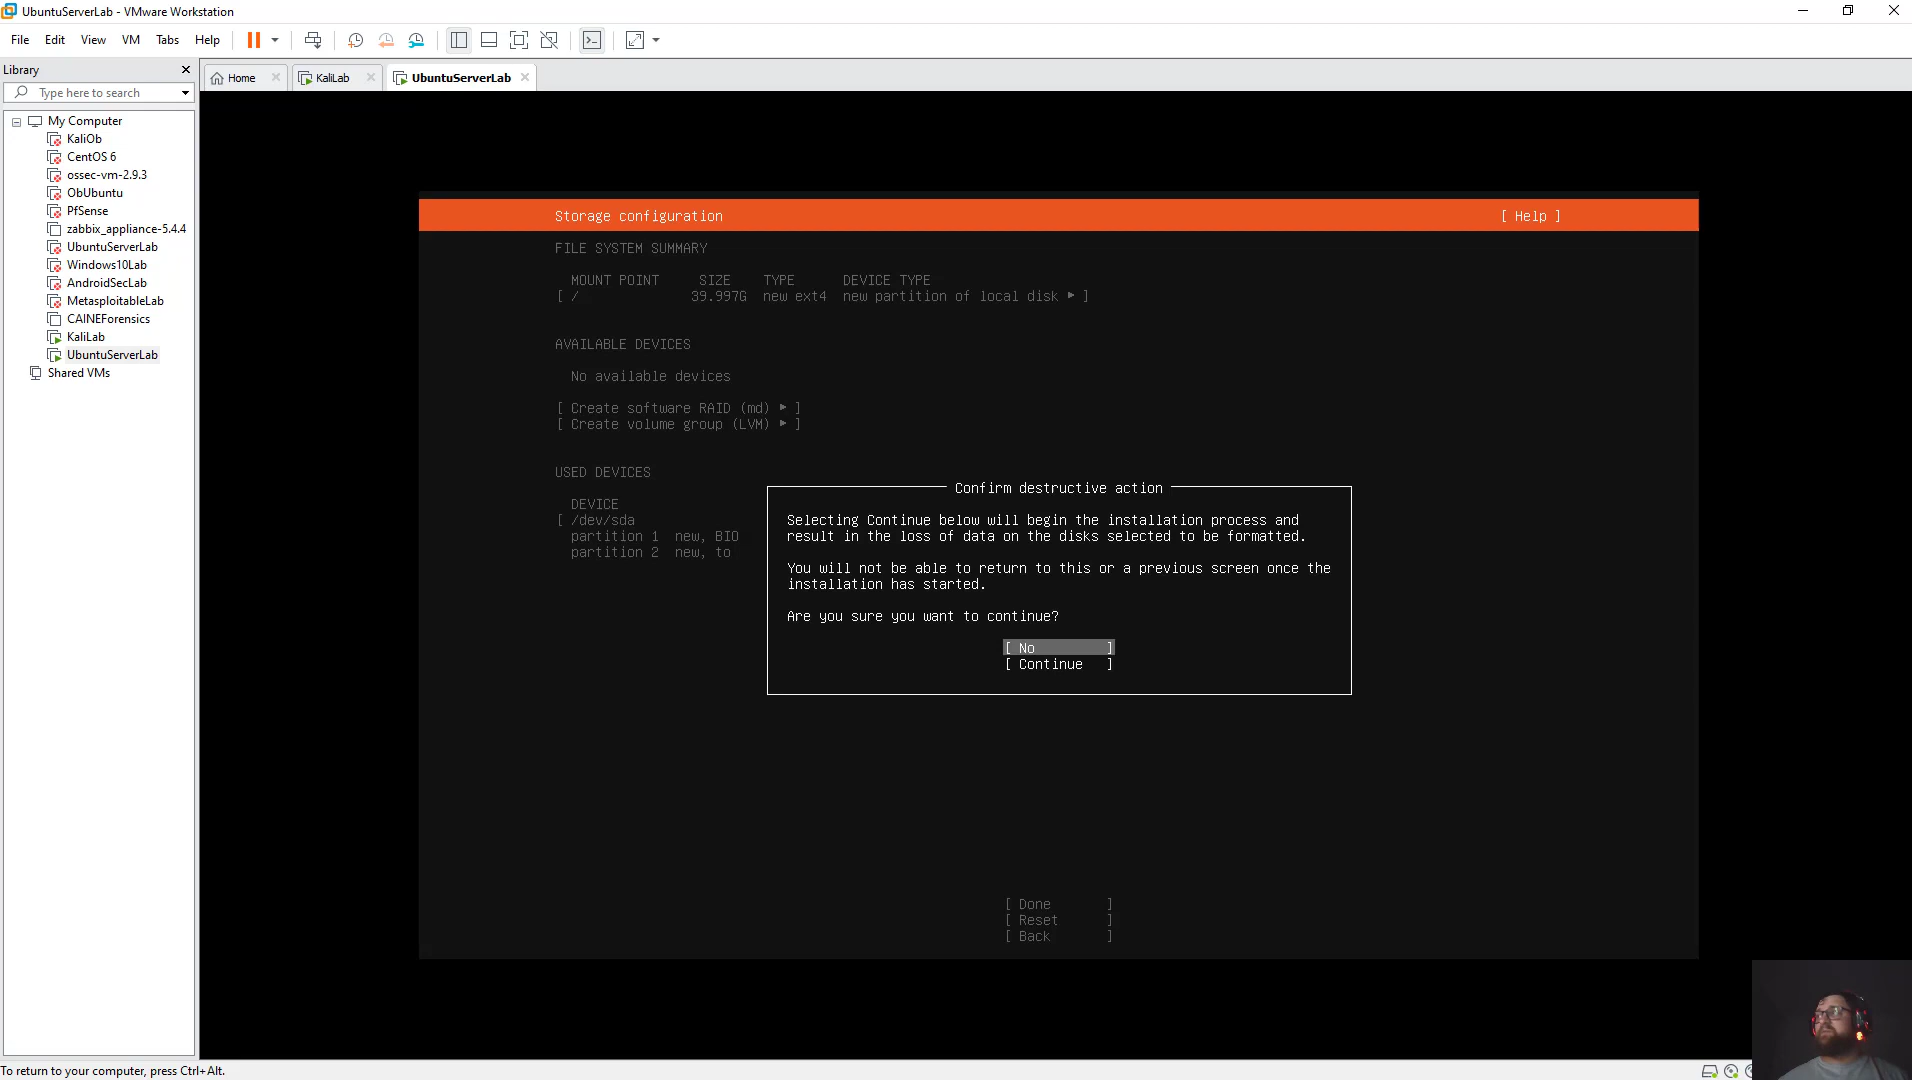 UbuntuServerLab - VMware Workstation
File Edit View VM Tabs Help
Library
Type here to search
My Computer
KaliOb
CentOS 6
ossec-vm-2.9.3
ObUbuntu
PfSense
zabbix_appliance-5.4.4
UbuntuServerLab
Windows10Lab
AndroidSecLab
MetasploitableLab
CAINEForensics
KaliLab
UbuntuServerLab
Shared VMs
Home KaliLab UbuntuServerLab
Storage configuration [ Help ]
FILE SYSTEM SUMMARY
MOUNT POINT SIZE TYPE DEVICE TYPE
[ / 39.997G new ext4 new partition of local disk ▸ ]
AVAILABLE DEVICES
No available devices
[ Create software RAID (md) ▸ ]
[ Create volume group (LVM) ▸ ]
USED DEVICES
DEVICE
[ /dev/sda
partition 1 new, BIO
partition 2 new, to
Confirm destructive action
Selecting Continue below will begin the installation process and
result in the loss of data on the disks selected to be formatted.
You will not be able to return to this or a previous screen once the
installation has started.
Are you sure you want to continue?
[ No ]
[ Continue ]
[ Done ]
[ Reset ]
[ Back ]
To return to your computer, press Ctrl+Alt.